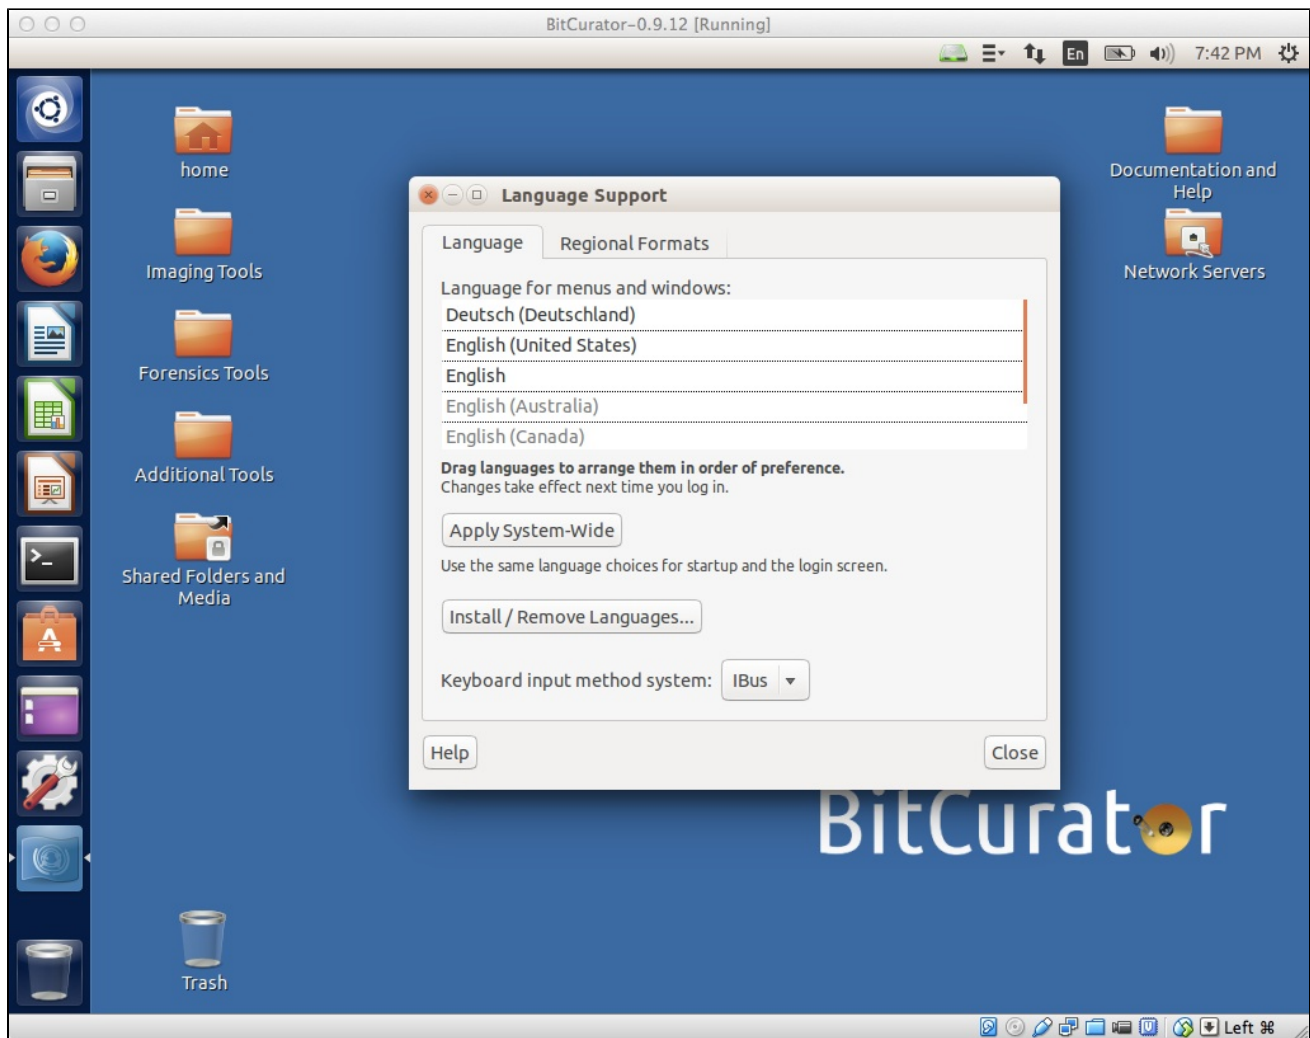 BitCurator-0.9.12 [Running]
En
7:42 PM
home
Imaging Tools
Forensics Tools
Additional Tools
Shared Folders and
Media
Trash
Documentation and
Help
Network Servers
Language Support
Language
Regional Formats
Language for menus and windows:
Deutsch (Deutschland)
English (United States)
English
English (Australia)
English (Canada)
Drag languages to arrange them in order of preference.
Changes take effect next time you log in.
Apply System-Wide
Use the same language choices for startup and the login screen.
Install / Remove Languages...
Keyboard input method system:
IBus
Help
Close
BitCurator
Left ⌘